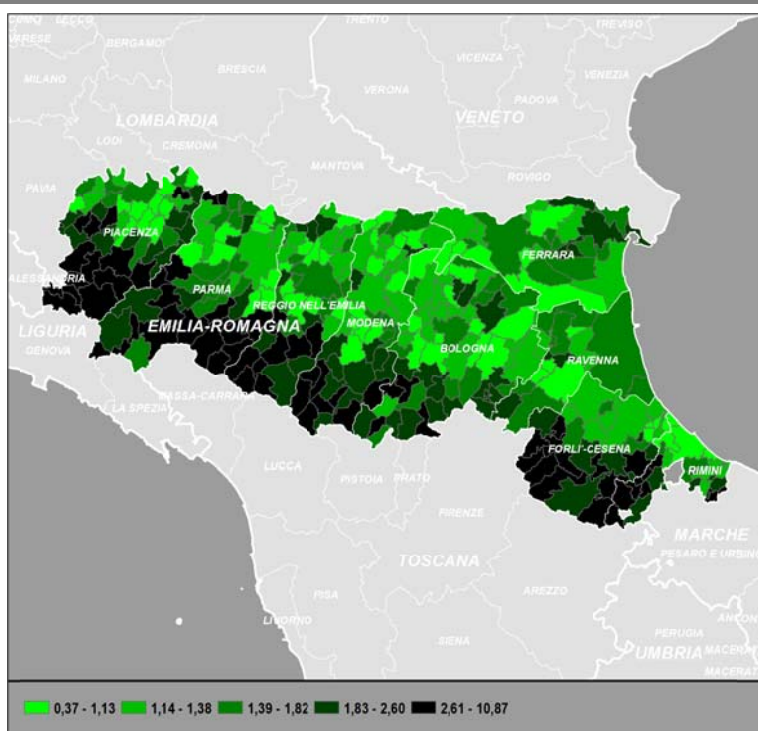 TRENTO
TREVISO
COMO
LECCO
BERGAMO
VARESE
VICENZA
BRESCIA
VENEZIA
MILANO
VERONA
PADOVA
VENETO
LOMBARDIA
LODI
CREMONA
MANTOVA
ROVIGO
PAVIA
PIACENZA
FERRARA
ALESSANDRIA
PARMA
REGGIO NELL'EMILIA
EMILIA-ROMAGNA
MODENA
LIGURIA
GENOVA
BOLOGNA
RAVENNA
MASSA-CARRARA
LA SPEZIA
FORLI'-CESENA
LUCCA
RIMINI
PISTOIA
PRATO
FIRENZE
MARCHE
PESARO E URBINO
TOSCANA
PISA
AREZZO
LIVORNO
ANCON
PERUGIA
SIENA
UMBRIA
MACERAT
MACERAT
0,37 - 1,13
1,14 - 1,38
1,39 - 1,82
1,83 - 2,60
2,61 - 10,87